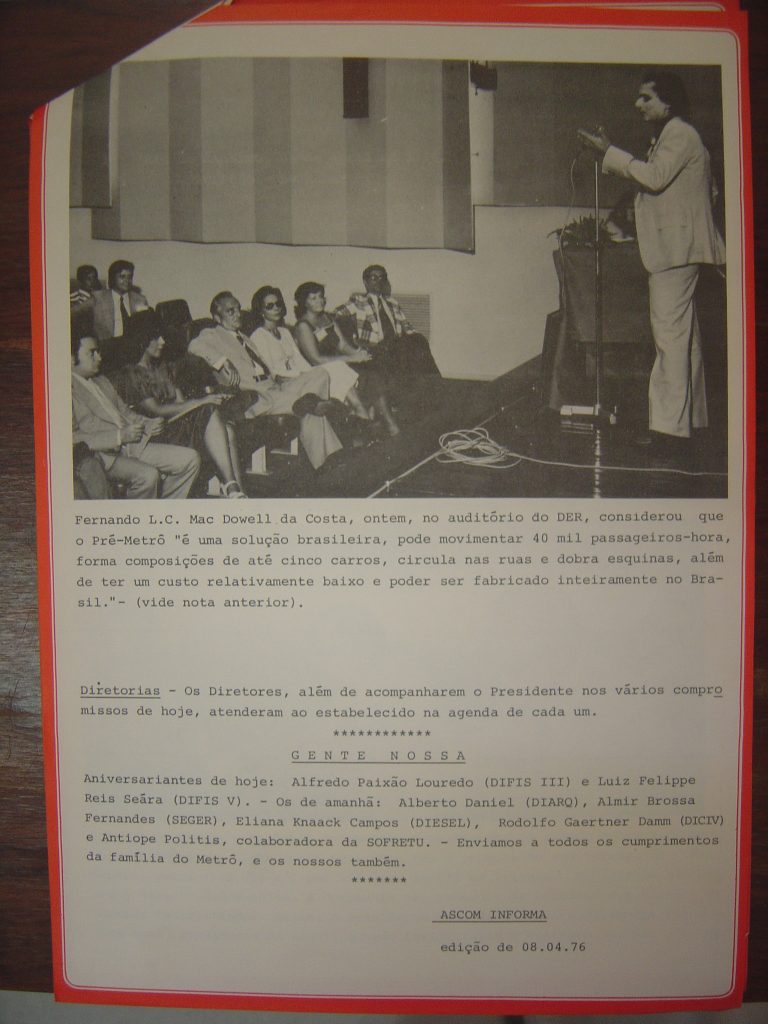 Fernando L.C. Mac Dowell da Costa, ontem, no auditório do DER, considerou que
o Pré-Metrô "é uma solução brasileira, pode movimentar 40 mil passageiros-hora,
forma composições de até cinco carros, circula nas ruas e dobra esquinas, além
de ter um custo relativamente baixo e poder ser fabricado inteiramente no Bra-
sil."- (vide nota anterior).
Diretorias - Os Diretores, além de acompanharem o Presidente nos vários compro
missos de hoje, atenderam ao estabelecido na agenda de cada um.
************
G E N T E   N O S S A
Aniversariantes de hoje: Alfredo Paixão Louredo (DIFIS III) e Luiz Felippe
Reis Seára (DIFIS V). - Os de amanhã: Alberto Daniel (DIARQ), Almir Brossa
Fernandes (SEGER), Eliana Knaack Campos (DIESEL), Rodolfo Gaertner Damm (DICIV)
e Antiope Politis, colaboradora da SOFRETU. - Enviamos a todos os cumprimentos
da família do Metrô, e os nossos também.
*******
ASCOM INFORMA
edição de 08.04.76